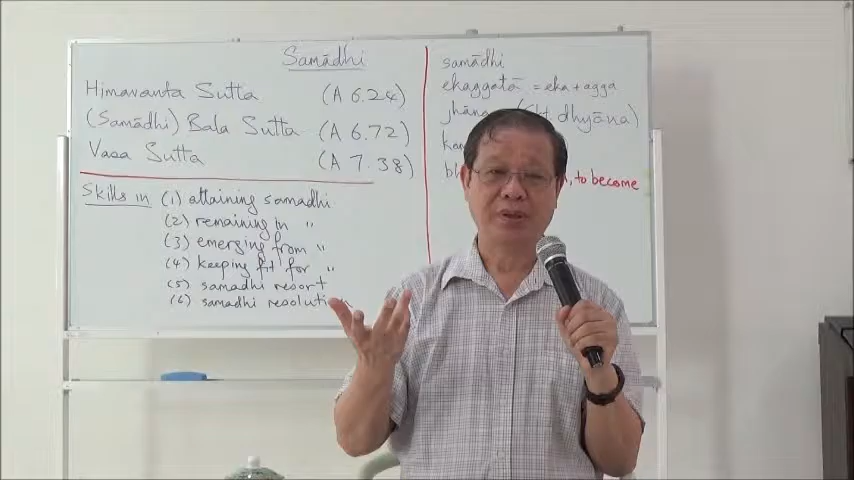 Samādhi
Himavanta Sutta (A 6.24)
(Samādhi) Bala Sutta (A 6.72)
Vasa Sutta (A 7.38)
Skills in (1) attaining samadhi
(2) remaining in "
(3) emerging from "
(4) keeping fit for "
(5) samadhi resort
(6) samadhi
samādhi
ekaggatā = eka + agga
dhyāna)
, to become